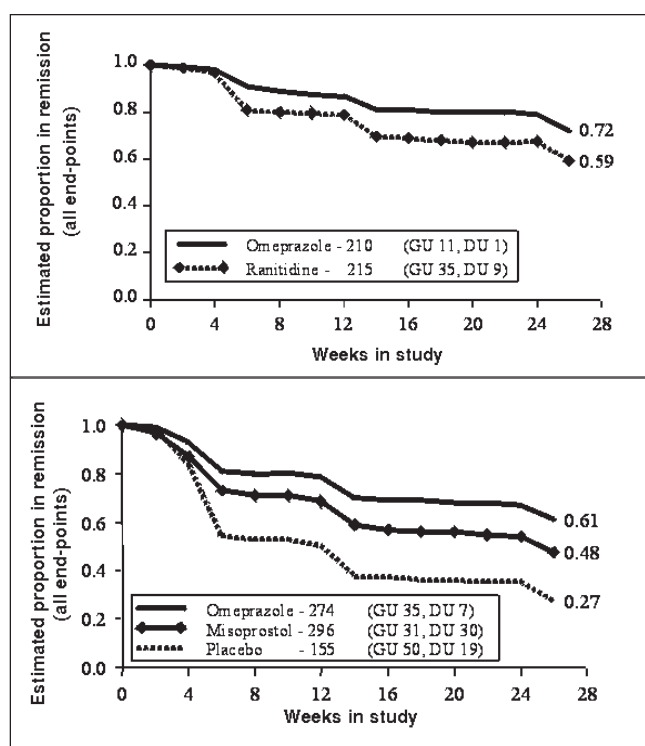 Estimated proportion in remission
(all end-points)
1.0
0.8
0.6
0.4
0.2
0.0
0.72
0.59
Omeprazole - 210 (GU 11, DU 1)
Ranitidine - 215 (GU 35, DU 9)
0 4 8 12 16 20 24 28
Weeks in study
Estimated proportion in remission
(all end-points)
1.0
0.8
0.6
0.4
0.2
0.0
0.61
0.48
0.27
Omeprazole - 274 (GU 35, DU 7)
Misoprostol - 296 (GU 31, DU 30)
Placebo - 155 (GU 50, DU 19)
0 4 8 12 16 20 24 28
Weeks in study